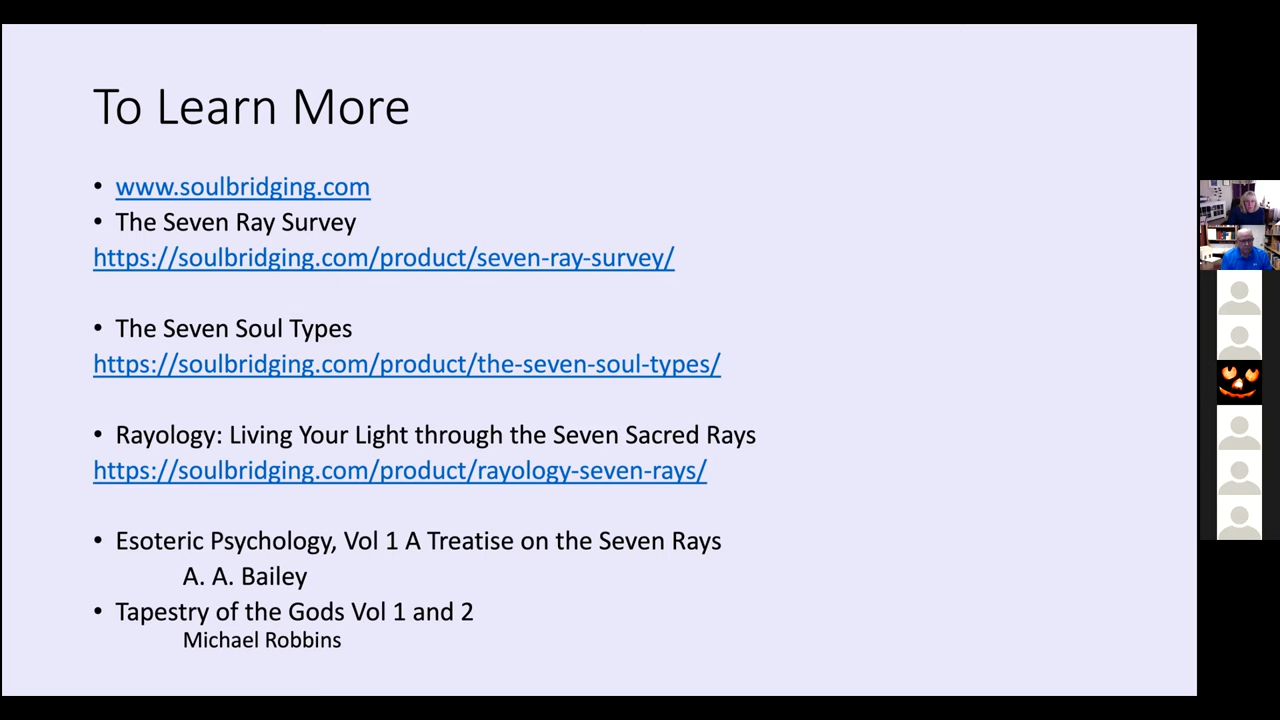 To Learn More
• www.soulbridging.com
• The Seven Ray Survey
https://soulbridging.com/product/seven-ray-survey/
• The Seven Soul Types
https://soulbridging.com/product/the-seven-soul-types/
• Rayology: Living Your Light through the Seven Sacred Rays
https://soulbridging.com/product/rayology-seven-rays/
• Esoteric Psychology, Vol 1 A Treatise on the Seven Rays
A. A. Bailey
• Tapestry of the Gods Vol 1 and 2
Michael Robbins